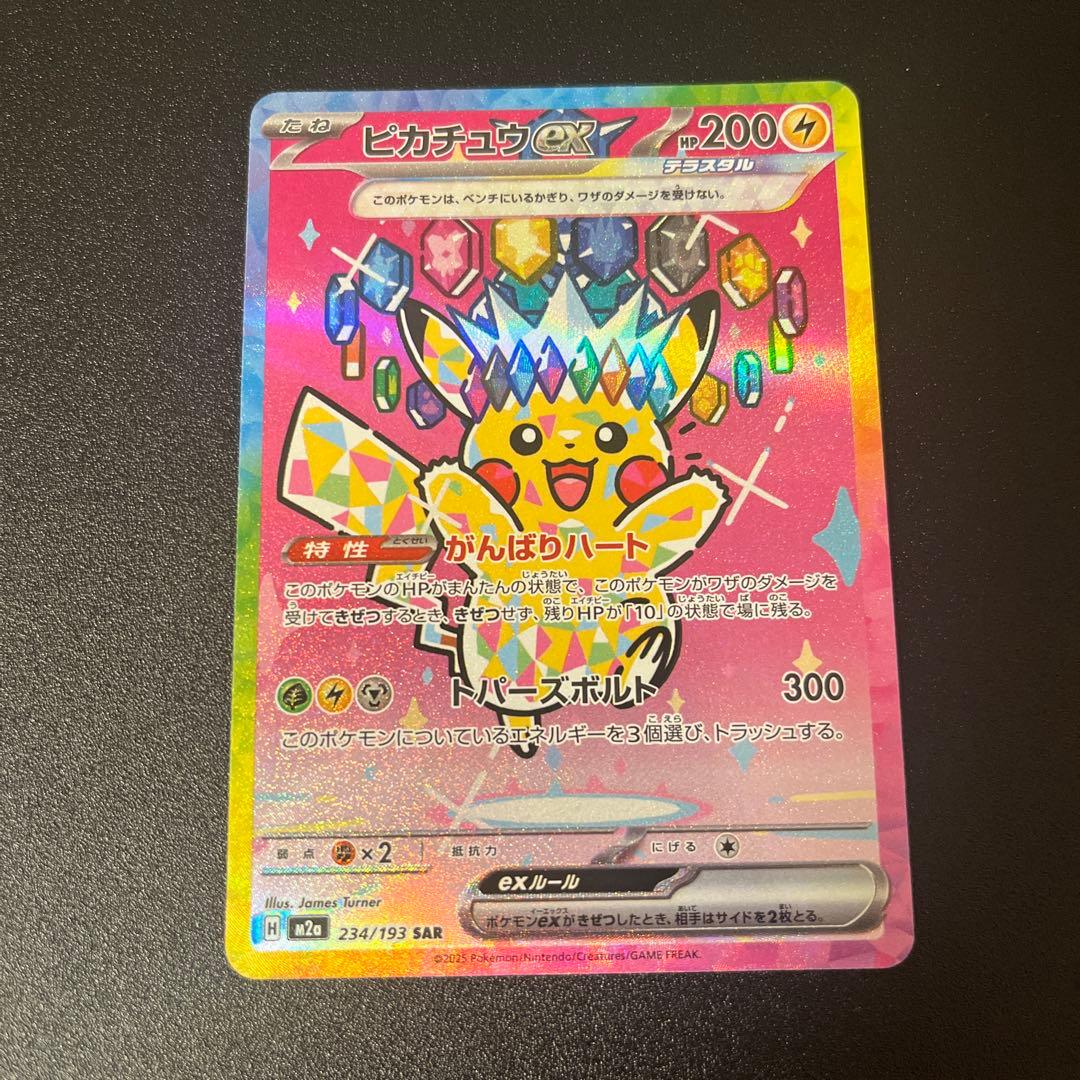 たね ピカチュウex HP200
テラスタル
このポケモンは、ベンチにいるかぎり、ワザのダメージを受けない。
特性 とくせい がんばりハート
このポケモンのHPがまんたんの状態で、このポケモンがワザのダメージを
受けてきぜつするとき、きぜつせず、残りHPが「10」の状態で場に残る。
トパーズボルト 300
このポケモンについているエネルギーを3個選び、トラッシュする。
弱点 ×2 抵抗力 にげる
exルール
ポケモンexがきぜつしたとき、相手はサイドを2枚とる。
Illus. James Turner
H M2a 234/193 SAR
©2025 Pokémon/Nintendo/Creatures/GAME FREAK.